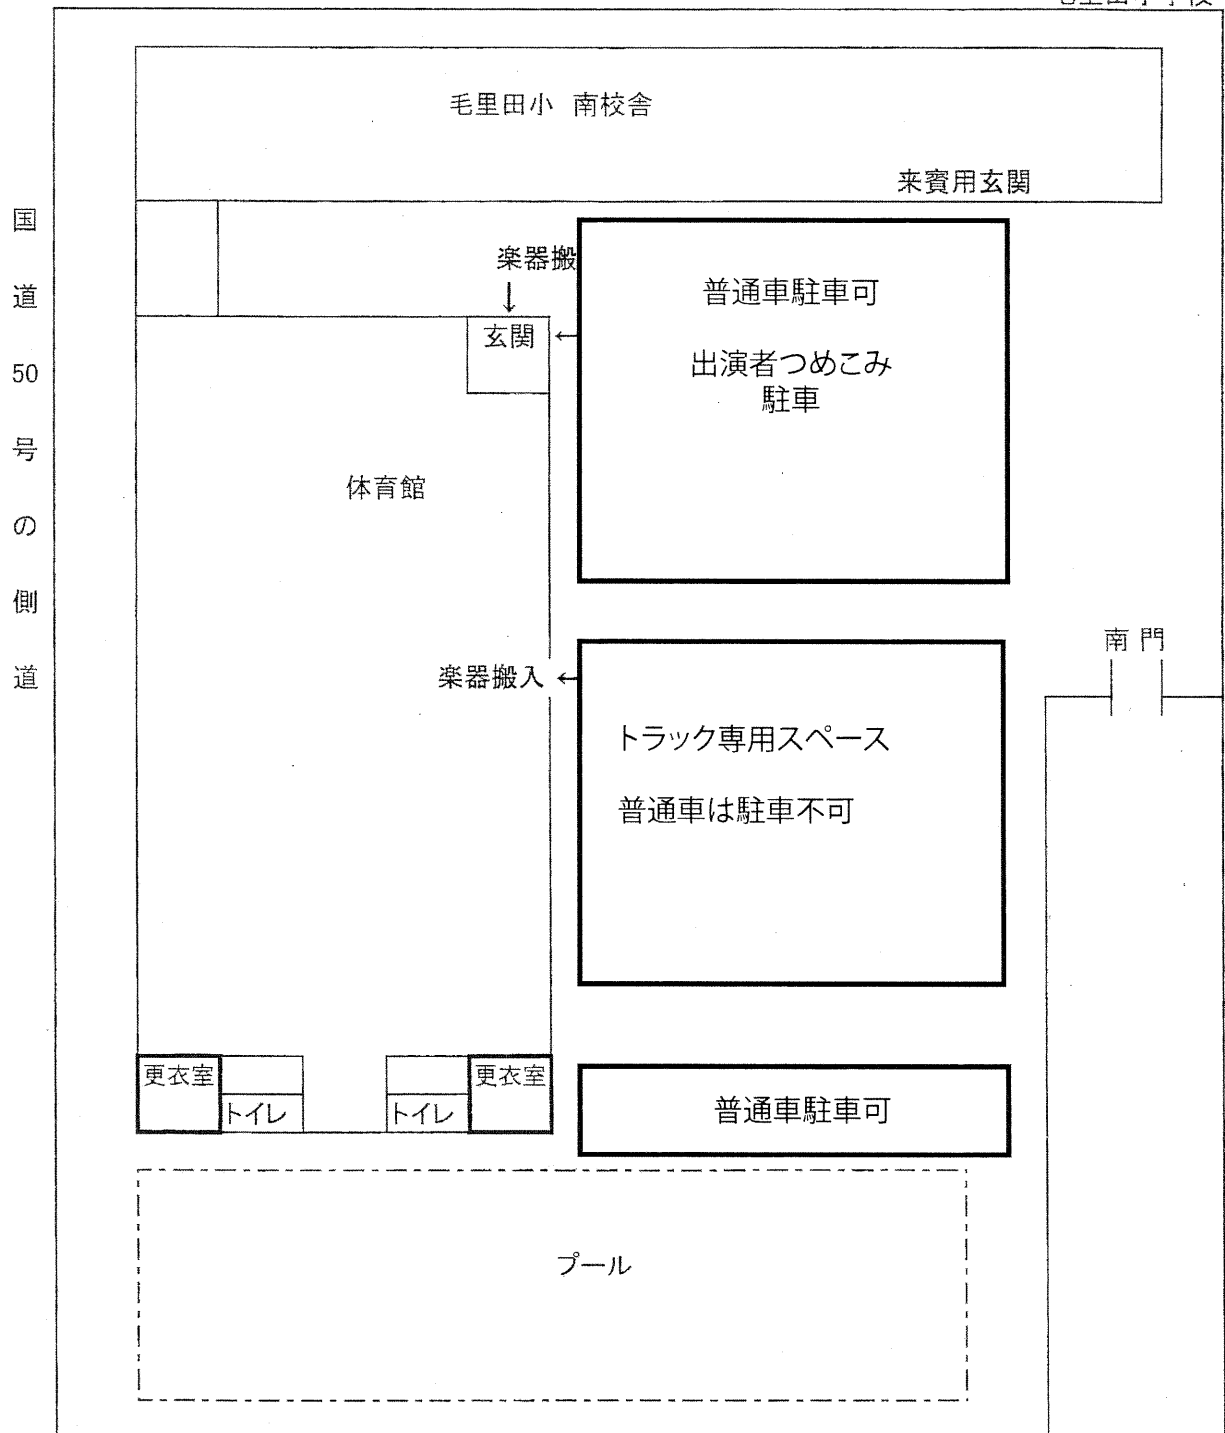 毛里田小 南校舎
来賓用玄関
国道50号の側道
楽器搬
↓
玄関 ←
普通車駐車可
出演者つめこみ
駐車
体育館
南門
楽器搬入 ←
トラック専用スペース
普通車は駐車不可
更衣室
トイレ
トイレ
更衣室
普通車駐車可
プール